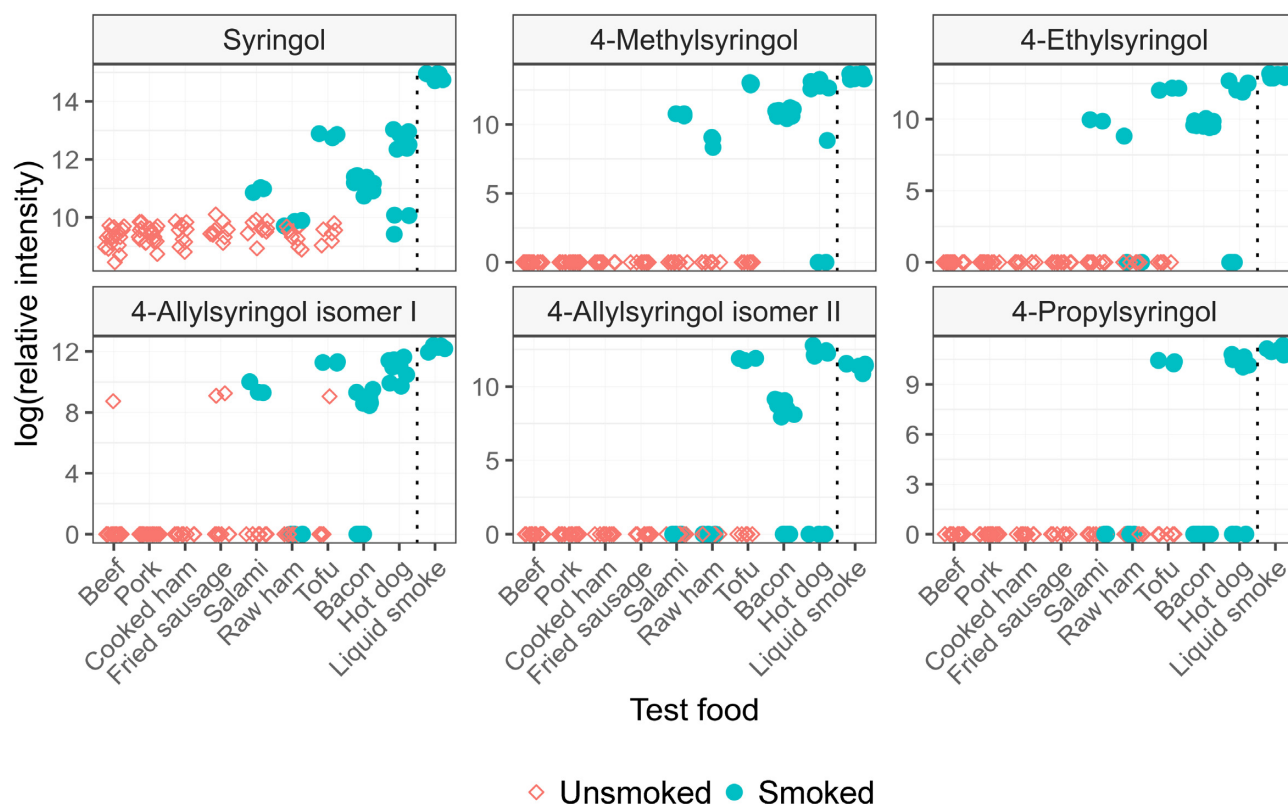 Syringol
4-Methylsyringol
4-Ethylsyringol
14
12
10
10
5
0
10
5
0
4-Allylsyringol isomer I
4-Allylsyringol isomer II
4-Propylsyringol
12
8
4
0
10
5
0
9
6
3
0
log(relative intensity)
Beef
Pork
Cooked ham
Fried sausage
Salami
Raw ham
Tofu
Bacon
Hot dog
Liquid smoke
Beef
Pork
Cooked ham
Fried sausage
Salami
Raw ham
Tofu
Bacon
Hot dog
Liquid smoke
Beef
Pork
Cooked ham
Fried sausage
Salami
Raw ham
Tofu
Bacon
Hot dog
Liquid smoke
Test food
Unsmoked
Smoked